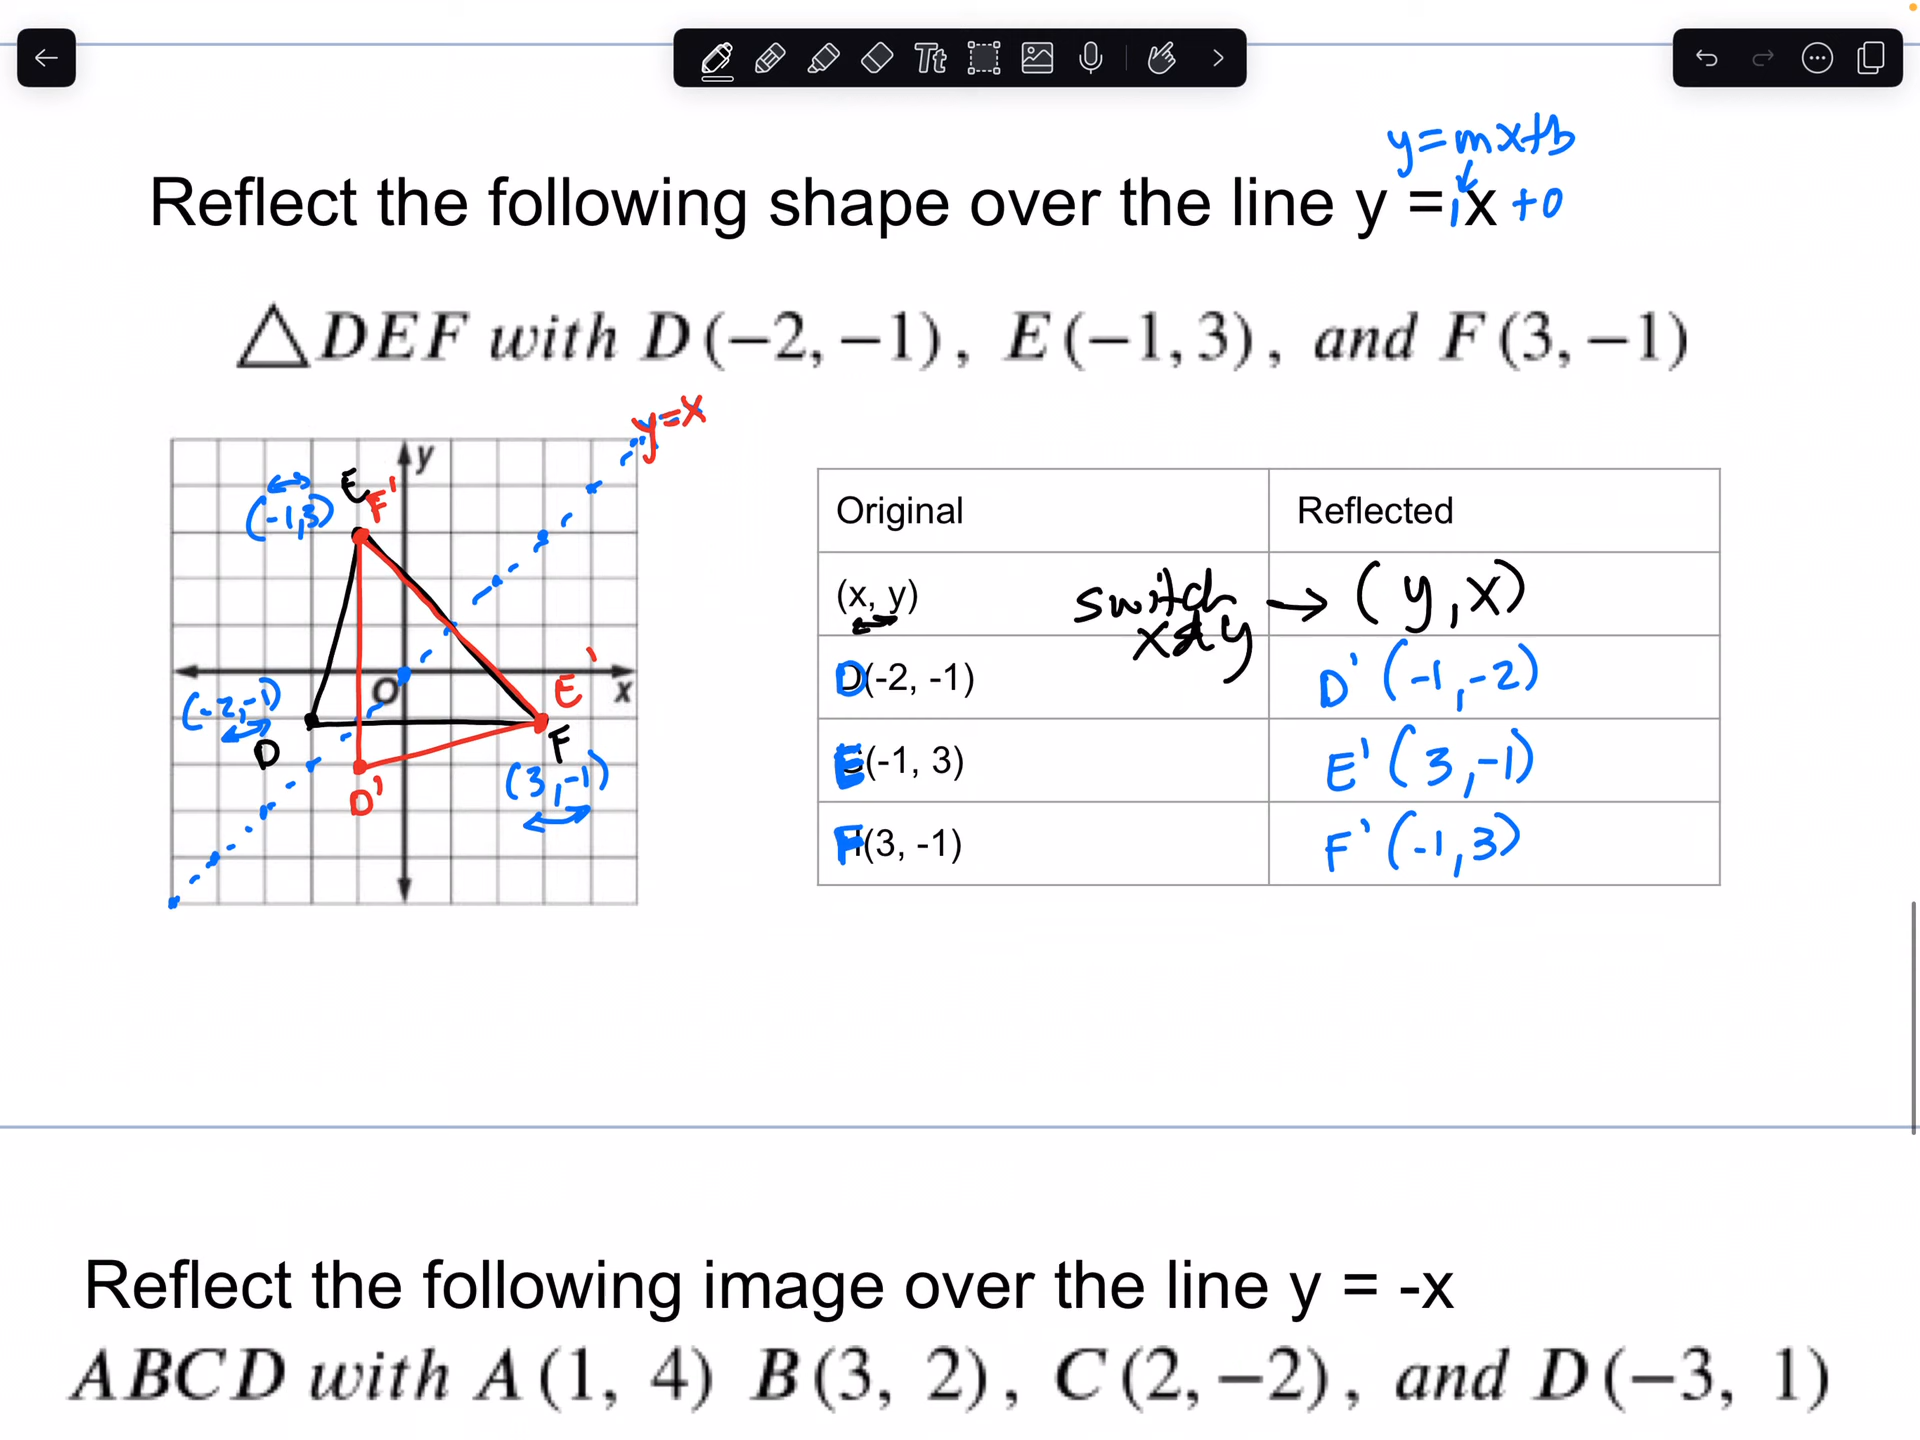 Tt
y=mx+b
Reflect the following shape over the line y =1x +0
△DEF with D(−2, −1), E(−1, 3), and F(3, −1)
y=x
y
E
F'
(-1,3)
O
x
E'
(-2,-1)
D
F
(3,-1)
D'
Original Reflected
(x, y) switch x & y → (y,x)
D(-2, -1) D'(-1,-2)
E(-1, 3) E'(3,-1)
F(3, -1) F'(-1,3)
Reflect the following image over the line y = -x
ABCD with A(1, 4) B(3, 2), C(2, −2), and D(−3, 1)